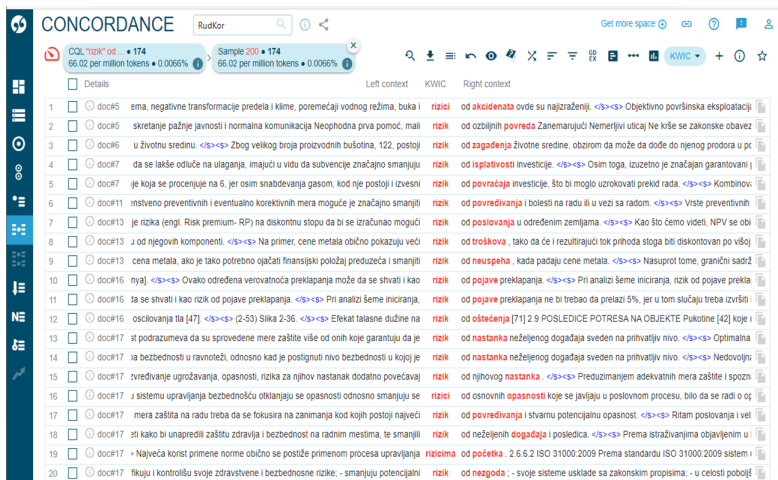 CONCORDANCE RudKor Get more space
CQL "rizik" od ... • 174 Sample 200 • 174
66.02 per million tokens • 0.0066% 66.02 per million tokens • 0.0066% KWIC
Details Left context KWIC Right context
1 doc#5 ema, negativne transformacije predela i klime, poremećaji vodnog režima, buka i rizici od akcidenata ovde su najizraženiji. </s><s> Objektivno površinska eksploatacija
2 doc#5 skretanje pažnje javnosti i normalna komunikacija Neophodna prva pomoć, mali rizik od ozbiljnih povreda Zanemarujući Nemerljivi uticaj Ne krše se zakonske obavez
3 doc#6 u životnu sredinu. </s><s> Zbog velikog broja proizvodnih bušotina, 122, postoji rizik od zagađenja životne sredine, obzirom da može da dođe do njenog prodora u po
4 doc#7 da se lakše odluče na ulaganja, imajući u vidu da subvencije značajno smanjuju rizik od isplativosti investicije. </s><s> Osim toga, izuzetno je značajan garantovani
5 doc#7 je koja se procenjuje na 6, jer osim snabdevanja gasom, kod nje postoji i izvesni rizik od povraćaja investicije, što bi moglo uzrokovati prekid rada. </s><s> Kombinova
6 doc#11 enstveno preventivnih i eventualno korektivnih mera moguće je značajno smanjiti rizik od povređivanja i bolesti na radu ili u vezi sa radom. </s><s> Vrste preventivnih
7 doc#13 je rizika (engl. Risk premium- RP) na diskontnu stopu da bi se izračunao mogući rizik od poslovanja u određenim zemljama. </s><s> Kao što ćemo videti, NPV se obi
8 doc#13 u od njegovih komponenti. </s><s> Na primer, cene metala obično pokazuju veći rizik od troškova , tako da će i rezultirajući tok prihoda stoga biti diskontovan po višoj
9 doc#13 cena metala, ako je tako potrebno ojačati finansijski položaj preduzeća i smanjiti rizik od neuspeha , kada padaju cene metala. </s><s> Nasuprot tome, granični sadrž
10 doc#16 nya]. </s><s> Ovako određena verovatnoća preklapanja može da se shvati i kao rizik od pojave preklapanja. </s><s> Pri analizi šeme iniciranja, rizik od pojave prekla
11 doc#16 da se shvati i kao rizik od pojave preklapanja. </s><s> Pri analizi šeme iniciranja, rizik od pojave preklapanja ne bi trebao da prelazi 5%, jer u tom slučaju treba izvršiti
12 doc#16 oscilovanja tla [47]. </s><s> (2-53) Slika 2-36. </s><s> Efekat talasne dužine na rizik od oštećenja [71] 2.9 POSLEDICE POTRESA NA OBJEKTE Pukotine [42] koje
13 doc#17 st podrazumeva da su sprovedene mere zaštite više od onih koje garantuju da je rizik od nastanka neželjenog događaja sveden na prihvatljiv nivo. </s><s> Optimalna
14 doc#17 na bezbednosti u ravnoteži, odnosno kad je postignuti nivo bezbednosti u kojoj je rizik od nastanka neželjenog događaja sveden na prihvatljiv nivo. </s><s> Nedovoljna
15 doc#17 zvređivanje ugrožavanja, opasnosti, rizika za njihov nastanak dodatno povećavaj rizik od njihovog nastanka . </s><s> Preduzimanjem adekvatnih mera zaštite i spozn
16 doc#17 u sistemu upravljanja bezbednošću otklanjaju se opasnosti odnosno smanjuju se rizici od osnovnih opasnosti koje se javljaju u poslovnom procesu, bilo da se radi o op
17 doc#17 mera zaštita na radu treba da se fokusira na zanimanja kod kojih postoji najveći rizik od povređivanja i stvarnu potencijalnu opasnost. </s><s> Ritam poslovanja i vel
18 doc#17 eti kako bi unapredili zaštitu zdravlja i bezbednost na radnim mestima, te smanjili rizik od neželjenih događaja i posledica. </s><s> Prema istraživanjima objavljenim u
19 doc#17 > Najveća korist primene norme obično se postiže primenom procesa upravljanja rizicima od početka . 2.6.6.2 ISO 31000:2009 Prema standardu ISO 31000:2009 sistem
20 doc#17 fikuju i kontrolišu svoje zdravstvene i bezbednosne rizike; - smanjuju potencijalni rizik od nezgoda ; - svoje sisteme usklade sa zakonskim propisima; - u celosti poboljš